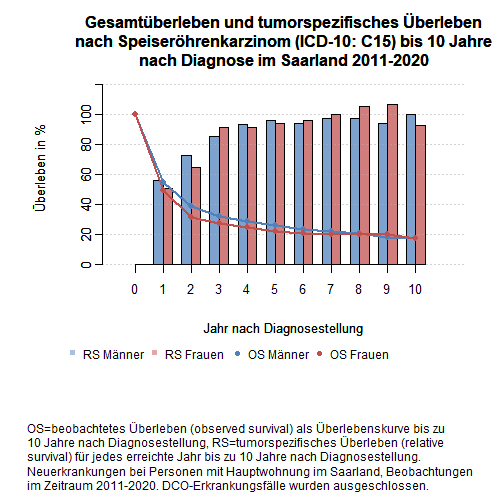 Gesamtüberleben und tumorspezifisches Überleben
nach Speiseröhrenkarzinom (ICD-10: C15) bis 10 Jahre
nach Diagnose im Saarland 2011-2020
Überleben in %
100
80
60
40
20
0
0 1 2 3 4 5 6 7 8 9 10
Jahr nach Diagnosestellung
RS Männer RS Frauen OS Männer OS Frauen
OS=beobachtetes Überleben (observed survival) als Überlebenskurve bis zu
10 Jahre nach Diagnosestellung, RS=tumorspezifisches Überleben (relative
survival) für jedes erreichte Jahr bis zu 10 Jahre nach Diagnosestellung.
Neuerkrankungen bei Personen mit Hauptwohnung im Saarland, Beobachtungen
im Zeitraum 2011-2020. DCO-Erkrankungsfälle wurden ausgeschlossen.